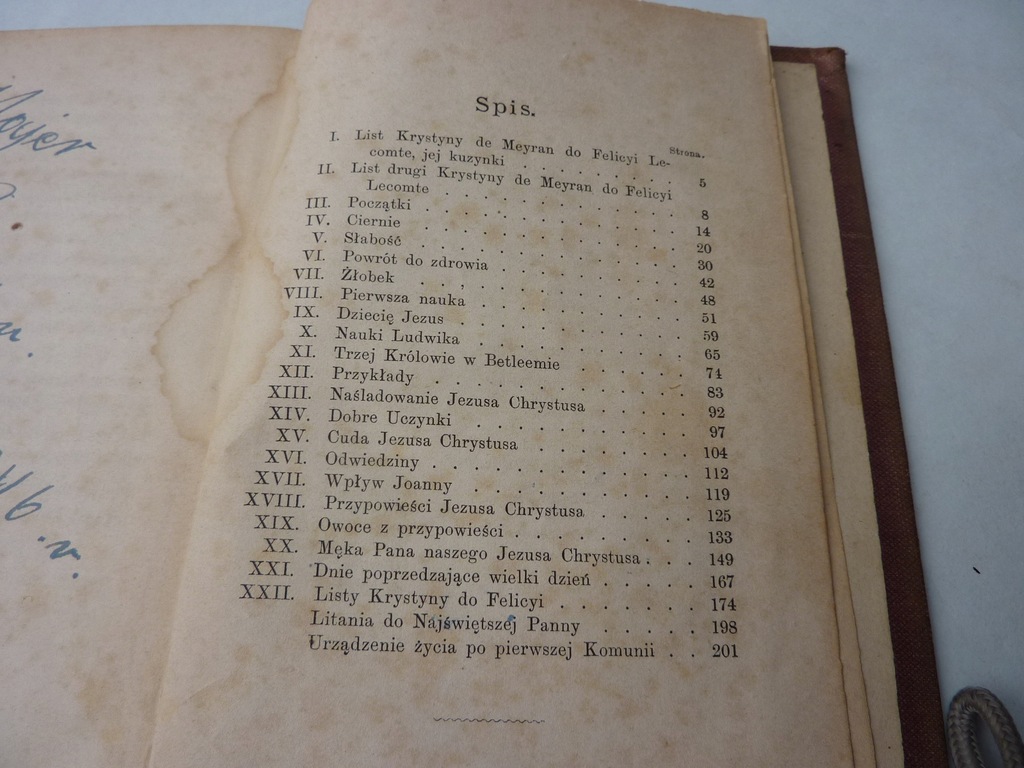 Majer
Spis.
Strona.
I. List Krystyny de Meyran do Felicyi Le-
comte, jej kuzynki . . . . . . . . 5
II. List drugi Krystyny de Meyran do Felicyi
Lecomte . . . . . . . . . . 8
III. Początki . . . . . . . . . . . 14
IV. Ciernie . . . . . . . . . . . 20
V. Słabość . . . . . . . . . . . 30
VI. Powrót do zdrowia . . . . . . . . 42
VII. Żłobek . . . . . . . . . . . 48
VIII. Pierwsza nauka . . . . . . . . . 51
IX. Dziecię Jezus . . . . . . . . . 59
X. Nauki Ludwika . . . . . . . . . 65
XI. Trzej Królowie w Betleemie . . . . . 74
XII. Przykłady . . . . . . . . . . 83
XIII. Naśladowanie Jezusa Chrystusa . . . . 92
XIV. Dobre Uczynki . . . . . . . . . 97
XV. Cuda Jezusa Chrystusa . . . . . . 104
XVI. Odwiedziny . . . . . . . . . . 112
XVII. Wpływ Joanny . . . . . . . . . 119
XVIII. Przypowieści Jezusa Chrystusa . . . . . 125
XIX. Owoce z przypowieści . . . . . . . 133
XX. Męka Pana naszego Jezusa Chrystusa . . . 149
XXI. Dnie poprzedzające wielki dzień . . . . 167
XXII. Listy Krystyny do Felicyi . . . . . . . 174
Litania do Najświętszej Panny . . . . . 198
Urządzenie życia po pierwszej Komunii . . 201